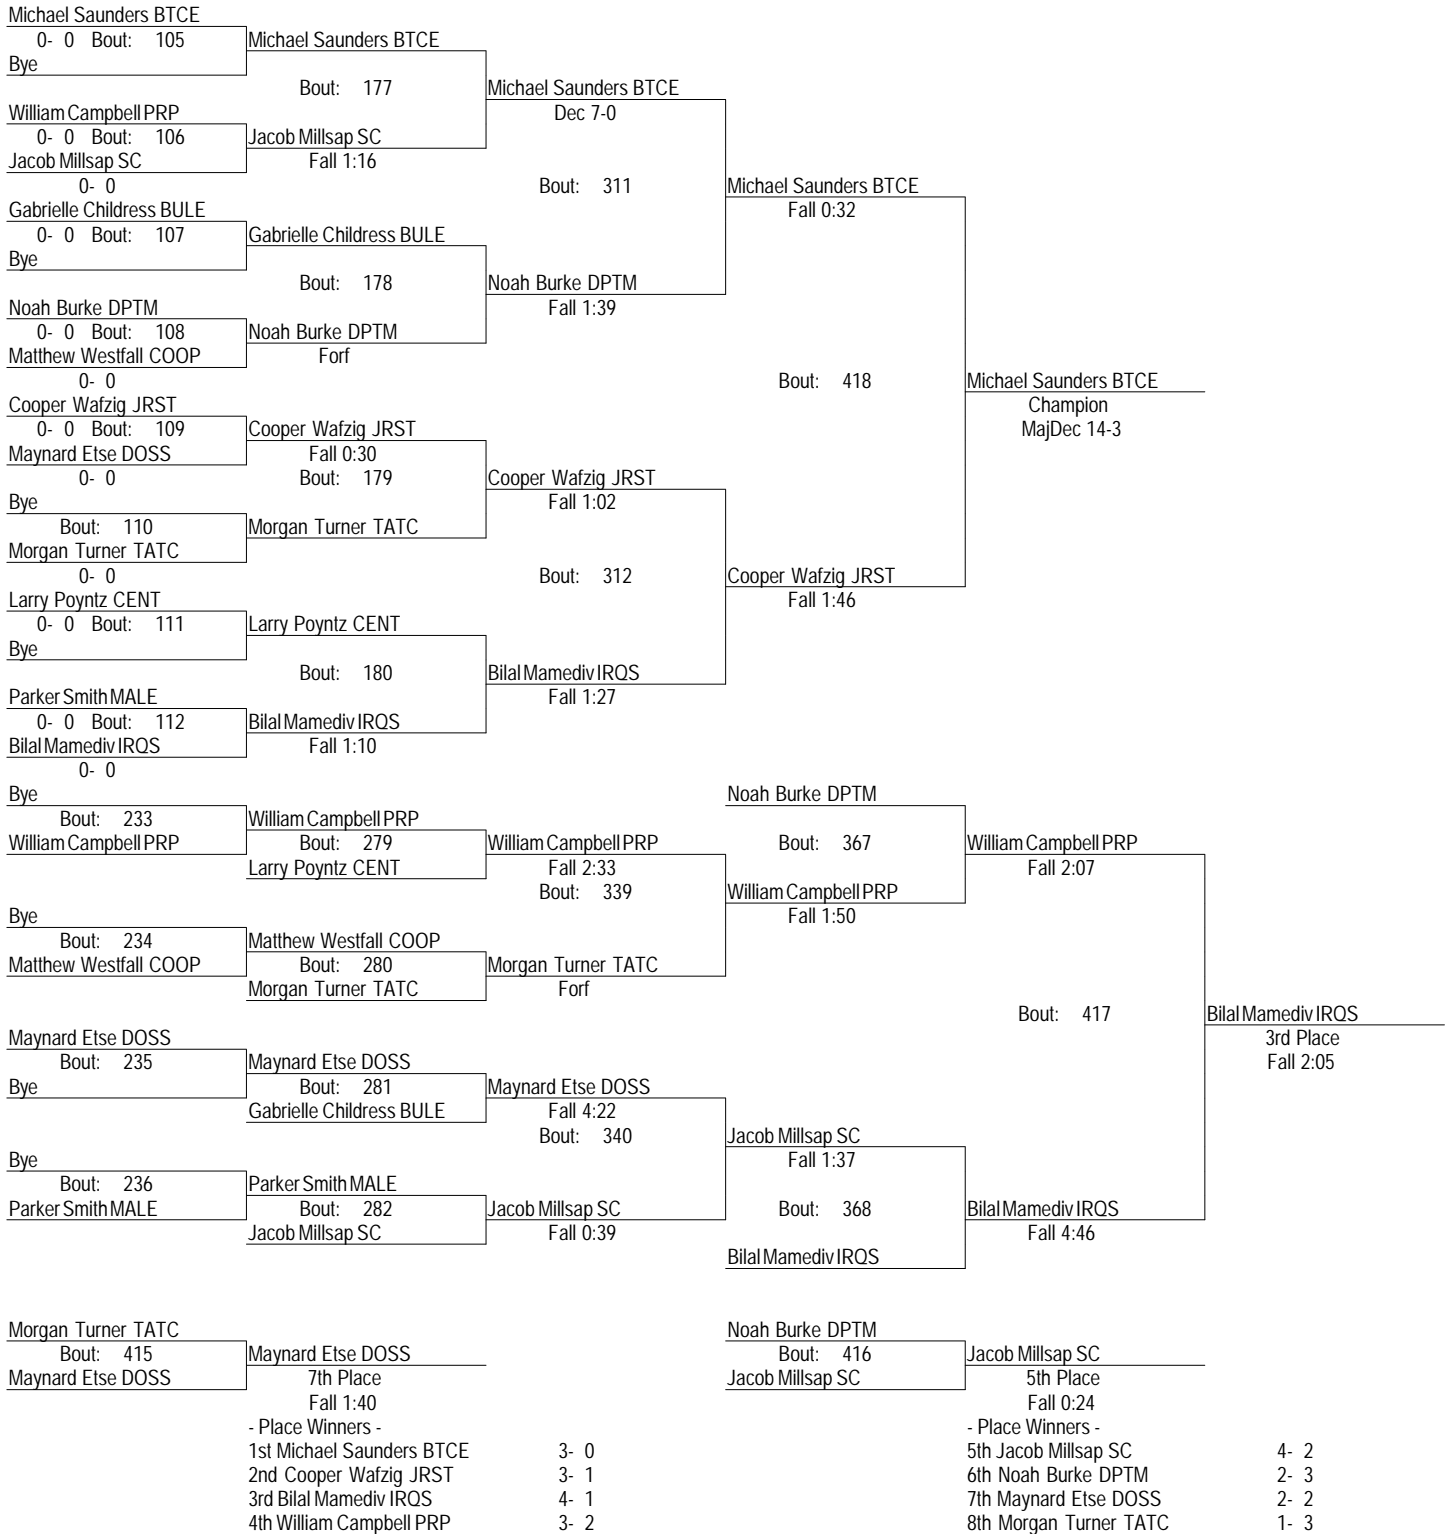 Michael Saunders BTCE
0- 0 Bout: 105 Michael Saunders BTCE
Bye
Bout: 177 Michael Saunders BTCE
William Campbell PRP Dec 7-0
0- 0 Bout: 106 Jacob Millsap SC
Jacob Millsap SC Fall 1:16
0- 0 Bout: 311 Michael Saunders BTCE
Gabrielle Childress BULE Fall 0:32
0- 0 Bout: 107 Gabrielle Childress BULE
Bye
Bout: 178 Noah Burke DPTM
Noah Burke DPTM Fall 1:39
0- 0 Bout: 108 Noah Burke DPTM
Matthew Westfall COOP Forf
0- 0 Bout: 418 Michael Saunders BTCE
Cooper Wafzig JRST Champion
0- 0 Bout: 109 Cooper Wafzig JRST MajDec 14-3
Maynard Etse DOSS Fall 0:30
0- 0 Bout: 179 Cooper Wafzig JRST
Bye Fall 1:02
Bout: 110 Morgan Turner TATC
Morgan Turner TATC
0- 0 Bout: 312 Cooper Wafzig JRST
Larry Poyntz CENT Fall 1:46
0- 0 Bout: 111 Larry Poyntz CENT
Bye
Bout: 180 Bilal Mamediv IRQS
Parker Smith MALE Fall 1:27
0- 0 Bout: 112 Bilal Mamediv IRQS
Bilal Mamediv IRQS Fall 1:10
0- 0
Bye Noah Burke DPTM
Bout: 233 William Campbell PRP
William Campbell PRP Bout: 279 William Campbell PRP Bout: 367 William Campbell PRP
Larry Poyntz CENT Fall 2:33 Fall 2:07
Bout: 339 William Campbell PRP
Bye Fall 1:50
Bout: 234 Matthew Westfall COOP
Matthew Westfall COOP Bout: 280 Morgan Turner TATC
Morgan Turner TATC Forf
Bout: 417 Bilal Mamediv IRQS
Maynard Etse DOSS 3rd Place
Bout: 235 Maynard Etse DOSS Fall 2:05
Bye Bout: 281 Maynard Etse DOSS
Gabrielle Childress BULE Fall 4:22
Bout: 340 Jacob Millsap SC
Bye Fall 1:37
Bout: 236 Parker Smith MALE
Parker Smith MALE Bout: 282 Jacob Millsap SC Bout: 368 Bilal Mamediv IRQS
Jacob Millsap SC Fall 0:39 Fall 4:46
Bilal Mamediv IRQS
Morgan Turner TATC Noah Burke DPTM
Bout: 415 Maynard Etse DOSS Bout: 416 Jacob Millsap SC
Maynard Etse DOSS 7th Place Jacob Millsap SC 5th Place
Fall 1:40 Fall 0:24
- Place Winners - - Place Winners -
1st Michael Saunders BTCE 3- 0 5th Jacob Millsap SC 4- 2
2nd Cooper Wafzig JRST 3- 1 6th Noah Burke DPTM 2- 3
3rd Bilal Mamediv IRQS 4- 1 7th Maynard Etse DOSS 2- 2
4th William Campbell PRP 3- 2 8th Morgan Turner TATC 1- 3